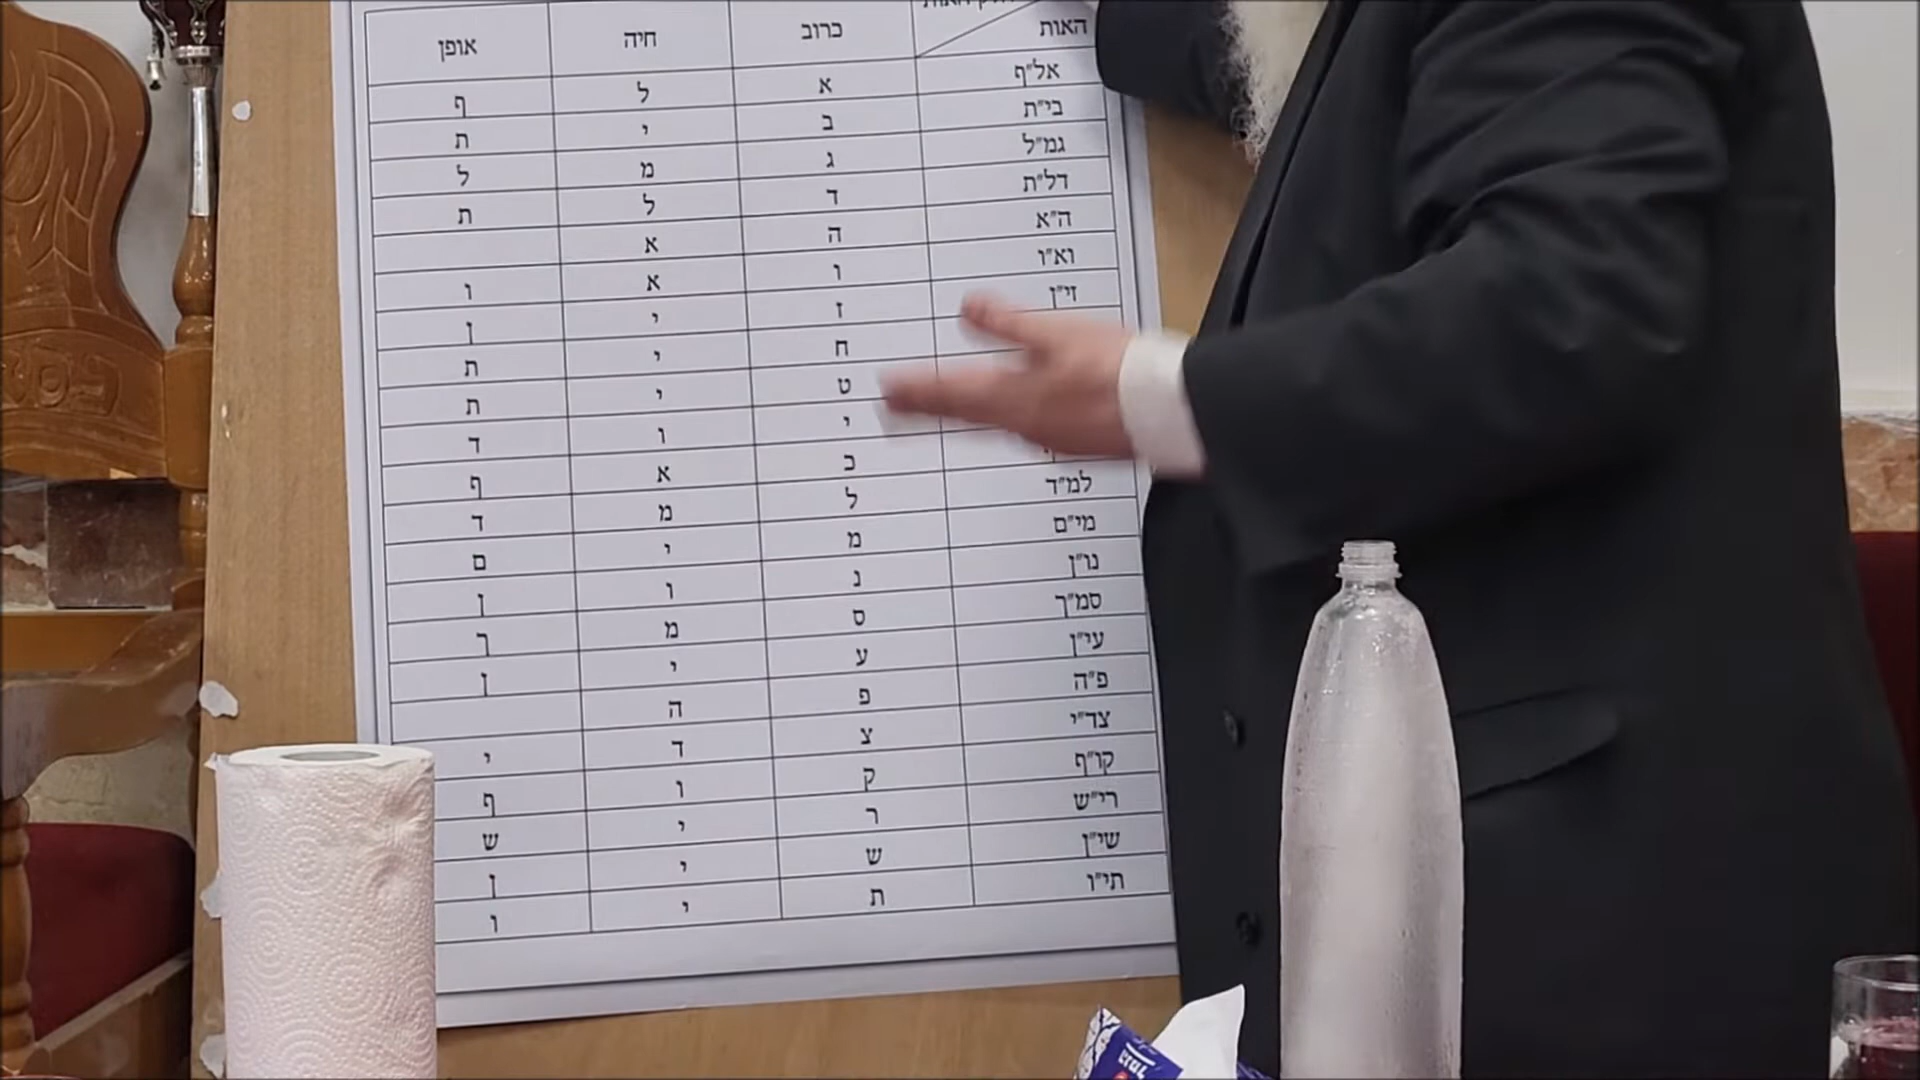 האות כרוב חיה אופן
אל״ף א ל ף
בי״ת ב י ת
גמ״ל ג מ ל
דל״ת ד ל ת
ה״א ה א
וא״ו ו א ו
זי״ן ז י ן
ח י ת
ט י ת
י ו ד
כ א ף
למ״ד ל מ ד
מי״ם מ י ם
נו״ן נ ו ן
סמ״ך ס מ ך
עי״ן ע י ן
פ״ה פ ה
צד״י צ ד י
קו״ף ק ו ף
רי״ש ר י ש
שי״ן ש י ן
תי״ו ת י ו